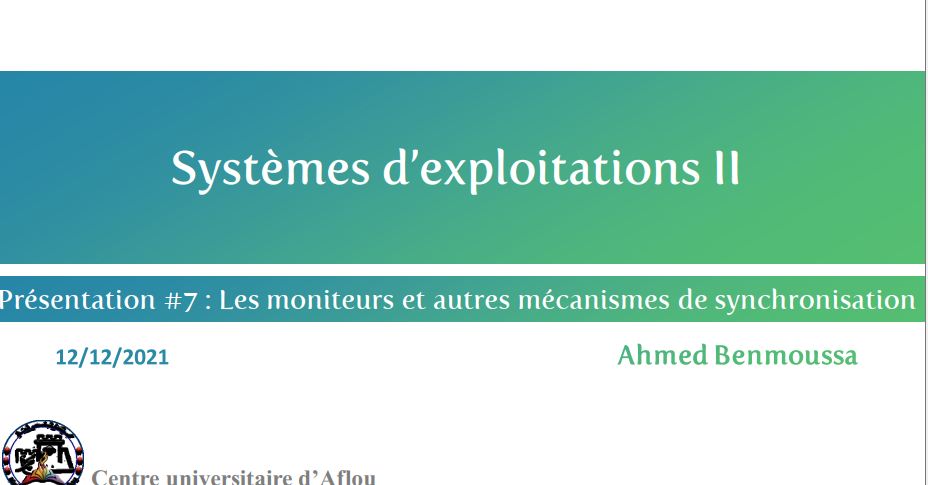 Systèmes d'exploitations II
Présentation #7 : Les moniteurs et autres mécanismes de synchronisation
12/12/2021
Ahmed Benmoussa
Centre universitaire d'Aflou